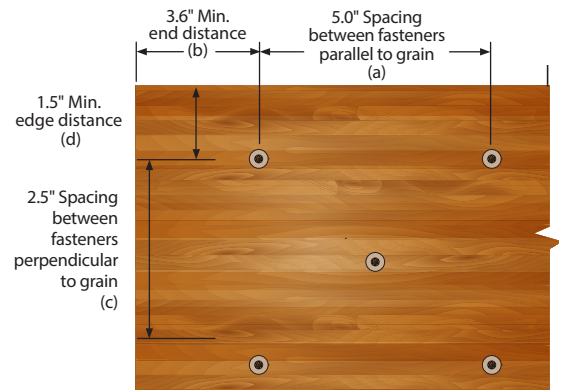 3.6" Min.
end distance
(b)
5.0" Spacing
between fasteners
parallel to grain
(a)
1.5" Min.
edge distance
(d)
2.5" Spacing
between
fasteners
perpendicular
to grain
(c)